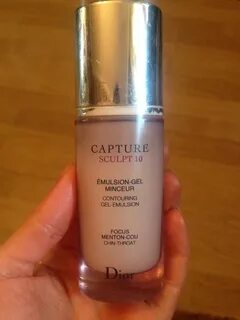 CAPTURE
SCULPT 10
ÉMULSION-GEL
MINCEUR
CONTOURING
GEL-EMULSION
FOCUS
MENTON-COU
CHIN-THROAT
Dior